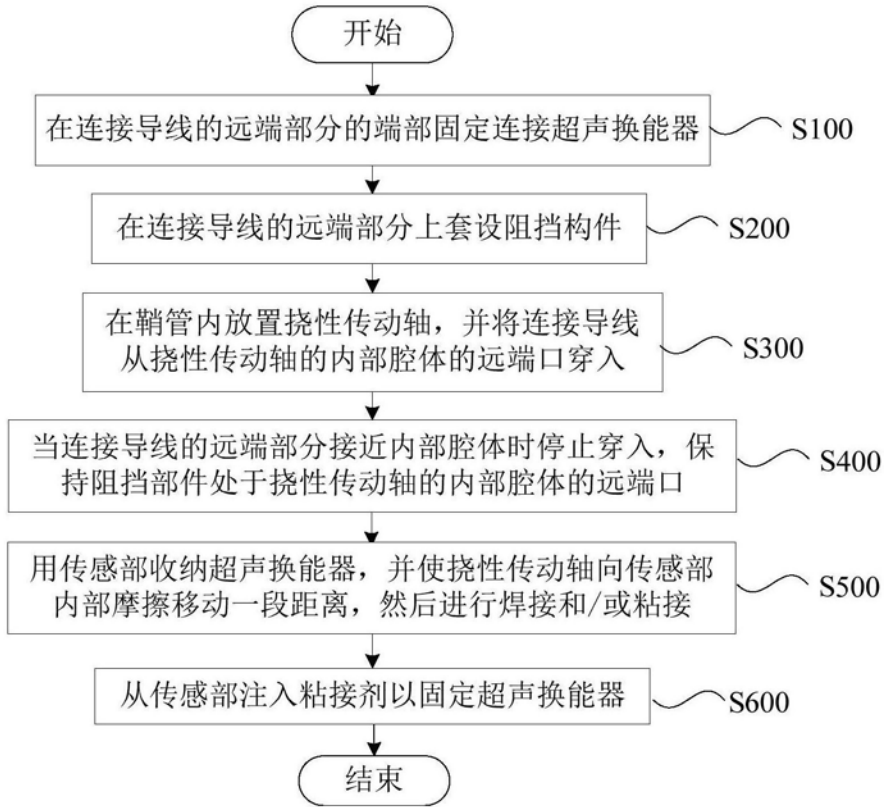 开始
在连接导线的远端部分的端部固定连接超声换能器
S100
在连接导线的远端部分上套设阻挡构件
S200
在鞘管内放置挠性传动轴，并将连接导线
从挠性传动轴的内部腔体的远端口穿入
S300
当连接导线的远端部分接近内部腔体时停止穿入，保
持阻挡部件处于挠性传动轴的内部腔体的远端口
S400
用传感部收纳超声换能器，并使挠性传动轴向传感部
内部摩擦移动一段距离，然后进行焊接和/或粘接
S500
从传感部注入粘接剂以固定超声换能器
S600
结束